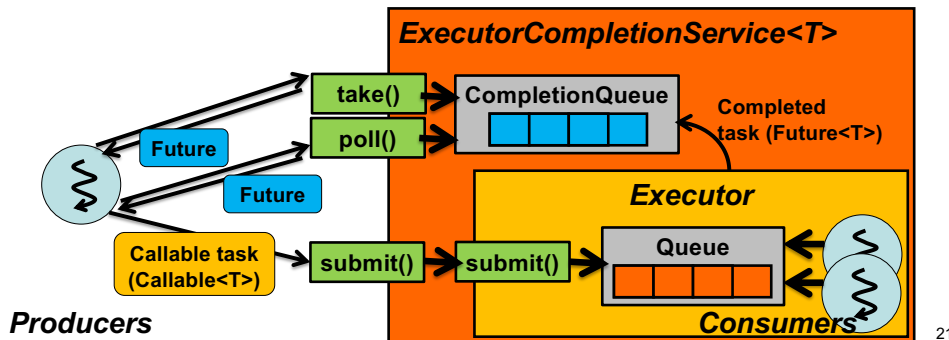 ExecutorCompletionService<T>
take()
CompletionQueue
Completed
task (Future<T>)
Future
poll()
Future
Executor
Callable task
(Callable<T>)
submit()
submit()
Queue
Producers
Consumers
21